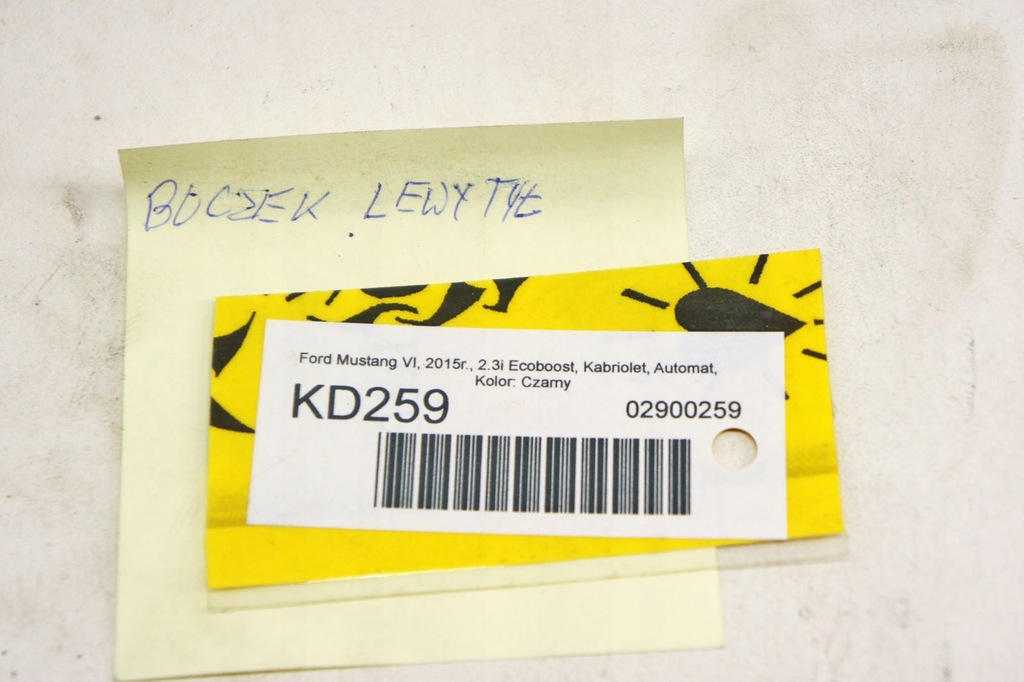 BOCZEK LEWY TYŁ
Ford Mustang VI, 2015r., 2.3i Ecoboost, Kabriolet, Automat,
Kolor: Czarny
KD259
02900259